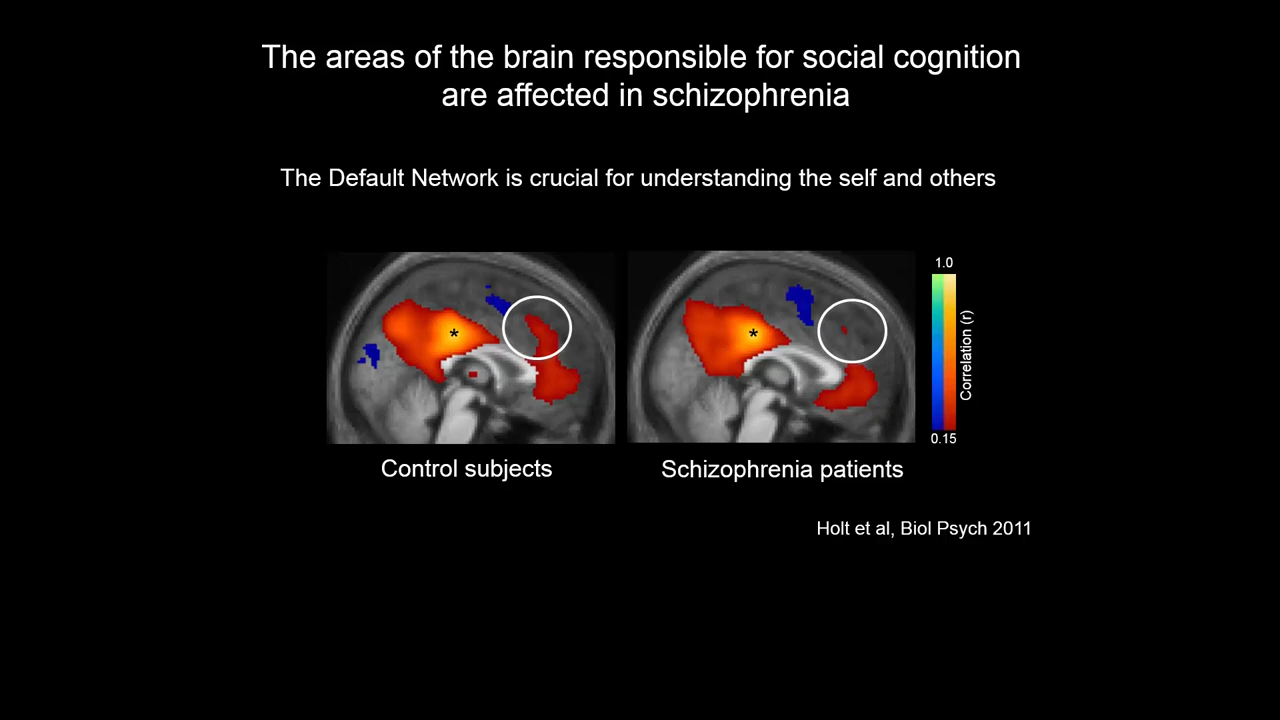 The areas of the brain responsible for social cognition
are affected in schizophrenia
The Default Network is crucial for understanding the self and others
*
*
1.0
Correlation (r)
0.15
Control subjects
Schizophrenia patients
Holt et al, Biol Psych 2011